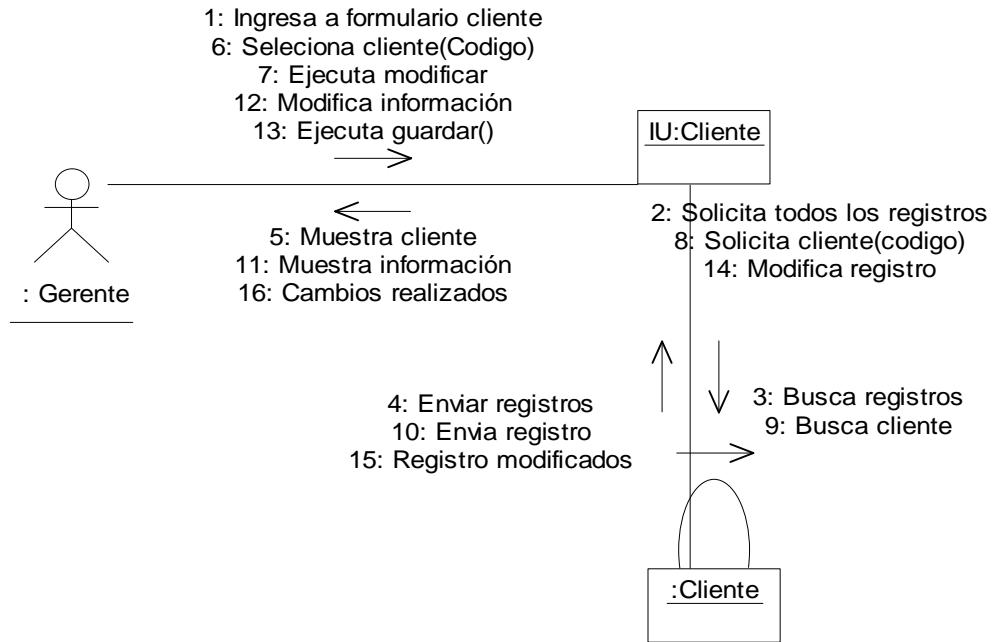 1: Ingresa a formulario cliente
6: Seleciona cliente(Codigo)
7: Ejecuta modificar
12: Modifica información
13: Ejecuta guardar()
IU:Cliente
5: Muestra cliente
11: Muestra información
16: Cambios realizados
2: Solicita todos los registros
8: Solicita cliente(codigo)
14: Modifica registro
: Gerente
4: Enviar registros
10: Envia registro
15: Registro modificados
3: Busca registros
9: Busca cliente
:Cliente